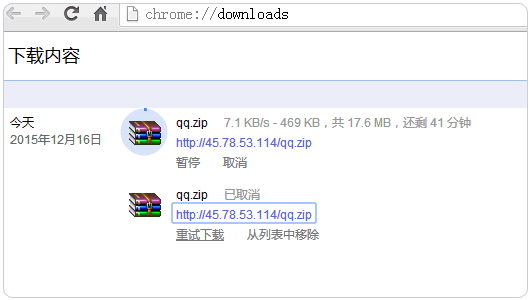 chrome://downloads
下载内容
今天
2015年12月16日
qq.zip 7.1 KB/s - 469 KB，共 17.6 MB，还剩 41 分钟
http://45.78.53.114/qq.zip
暂停 取消
qq.zip 已取消
http://45.78.53.114/qq.zip
重试下载 从列表中移除